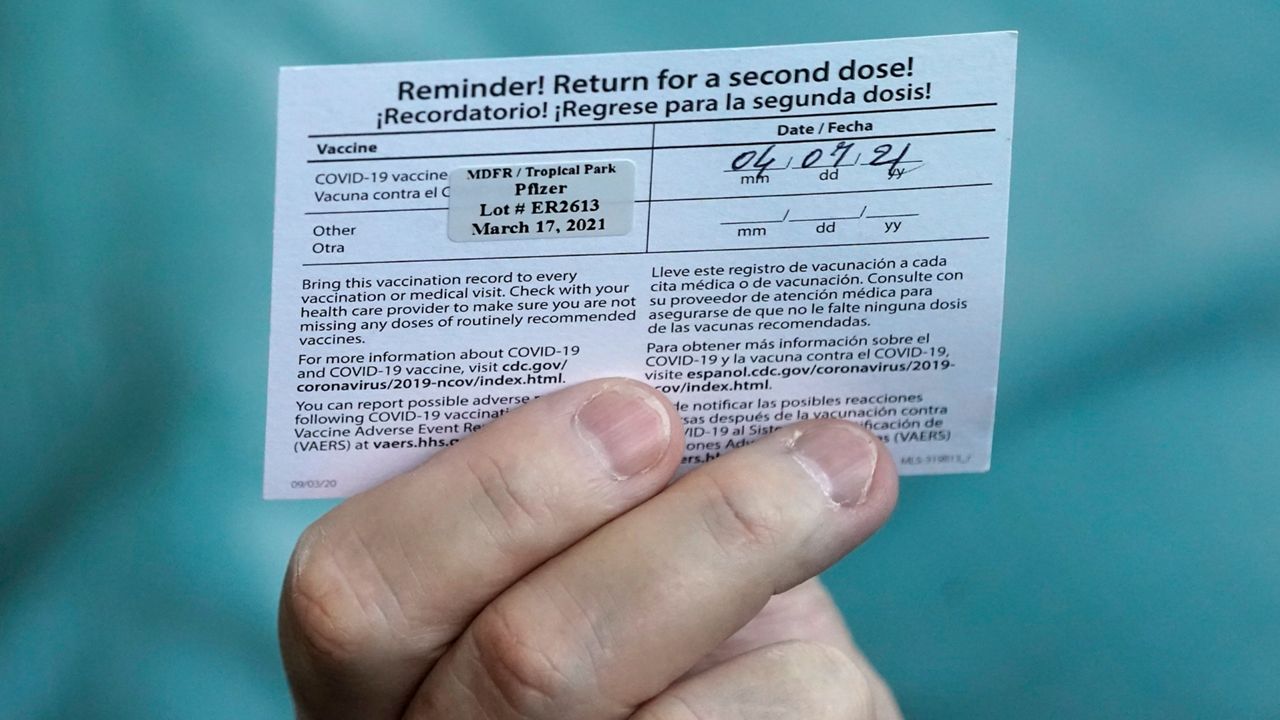 Reminder! Return for a second dose!
¡Recordatorio! ¡Regrese para la segunda dosis!
Vaccine
Date / Fecha
COVID-19 vaccine
Vacuna contra el
MDFR / Tropical Park
Pfizer
Lot # ER2613
March 17, 2021
04/07/21
mm dd yy
Other
Otra
/ /
mm dd yy
Bring this vaccination record to every
vaccination or medical visit. Check with your
health care provider to make sure you are not
missing any doses of routinely recommended
vaccines.
For more information about COVID-19
and COVID-19 vaccine, visit cdc.gov/
coronavirus/2019-ncov/index.html.
You can report possible adverse
following COVID-19
Vaccine Adverse Event
(VAERS) at vaers.hhs.
09/03/20
Lleve este registro de vacunación a cada
cita médica o de vacunación. Consulte con
su proveedor de atención médica para
asegurarse de que no le falte ninguna dosis
de las vacunas recomendadas.
Para obtener más información sobre el
COVID-19 y la vacuna contra el COVID-19,
visite espanol.cdc.gov/coronavirus/2019-
cov/index.html.
de notificar las posibles reacciones
después de la vacunación contra
al de
(VAERS)